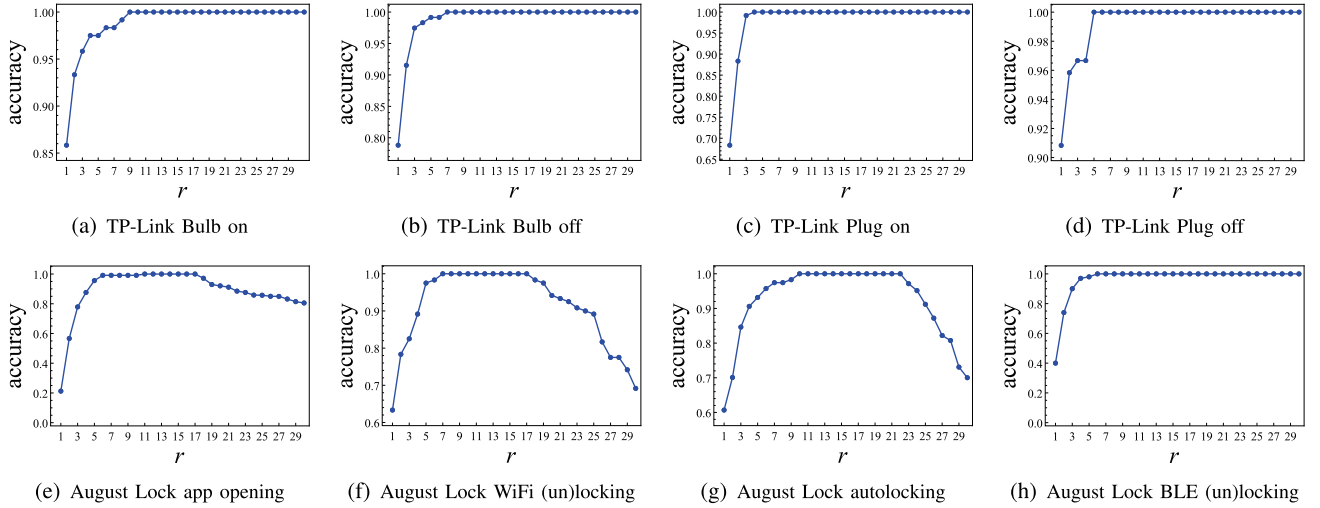 accuracy
1.00
0.95
0.90
0.85
1 3 5 7 9 11 13 15 17 19 21 23 25 27 29
r
(a) TP-Link Bulb on
accuracy
1.00
0.95
0.90
0.85
0.80
1 3 5 7 9 11 13 15 17 19 21 23 25 27 29
r
(b) TP-Link Bulb off
accuracy
1.00
0.95
0.90
0.85
0.80
0.75
0.70
0.65
1 3 5 7 9 11 13 15 17 19 21 23 25 27 29
r
(c) TP-Link Plug on
accuracy
1.00
0.98
0.96
0.94
0.92
0.90
1 3 5 7 9 11 13 15 17 19 21 23 25 27 29
r
(d) TP-Link Plug off
accuracy
1.0
0.8
0.6
0.4
0.2
0.0
1 3 5 7 9 11 13 15 17 19 21 23 25 27 29
r
(e) August Lock app opening
accuracy
1.0
0.9
0.8
0.7
0.6
1 3 5 7 9 11 13 15 17 19 21 23 25 27 29
r
(f) August Lock WiFi (un)locking
accuracy
1.0
0.9
0.8
0.7
0.6
1 3 5 7 9 11 13 15 17 19 21 23 25 27 29
r
(g) August Lock autolocking
accuracy
1.0
0.8
0.6
0.4
0.2
0.0
1 3 5 7 9 11 13 15 17 19 21 23 25 27 29
r
(h) August Lock BLE (un)locking